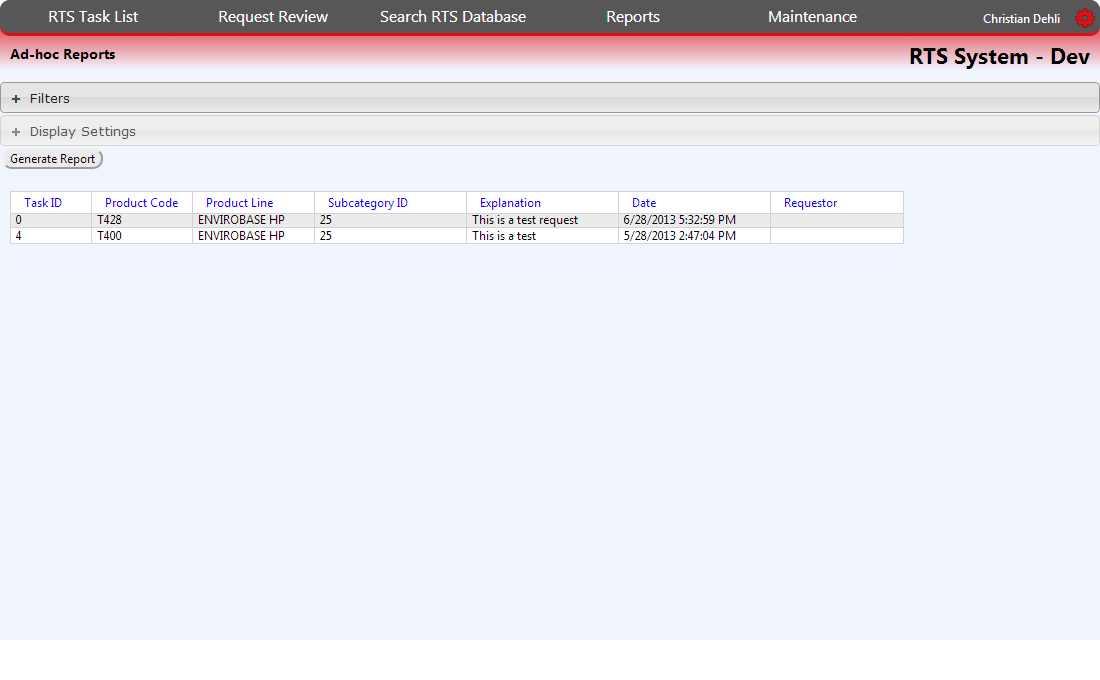 RTS Task List Request Review Search RTS Database Reports Maintenance Christian Dehli
Ad-hoc Reports RTS System - Dev
+ Filters
+ Display Settings
Generate Report
Task ID Product Code Product Line Subcategory ID Explanation Date Requestor
0 T428 ENVIROBASE HP 25 This is a test request 6/28/2013 5:32:59 PM
4 T400 ENVIROBASE HP 25 This is a test 5/28/2013 2:47:04 PM